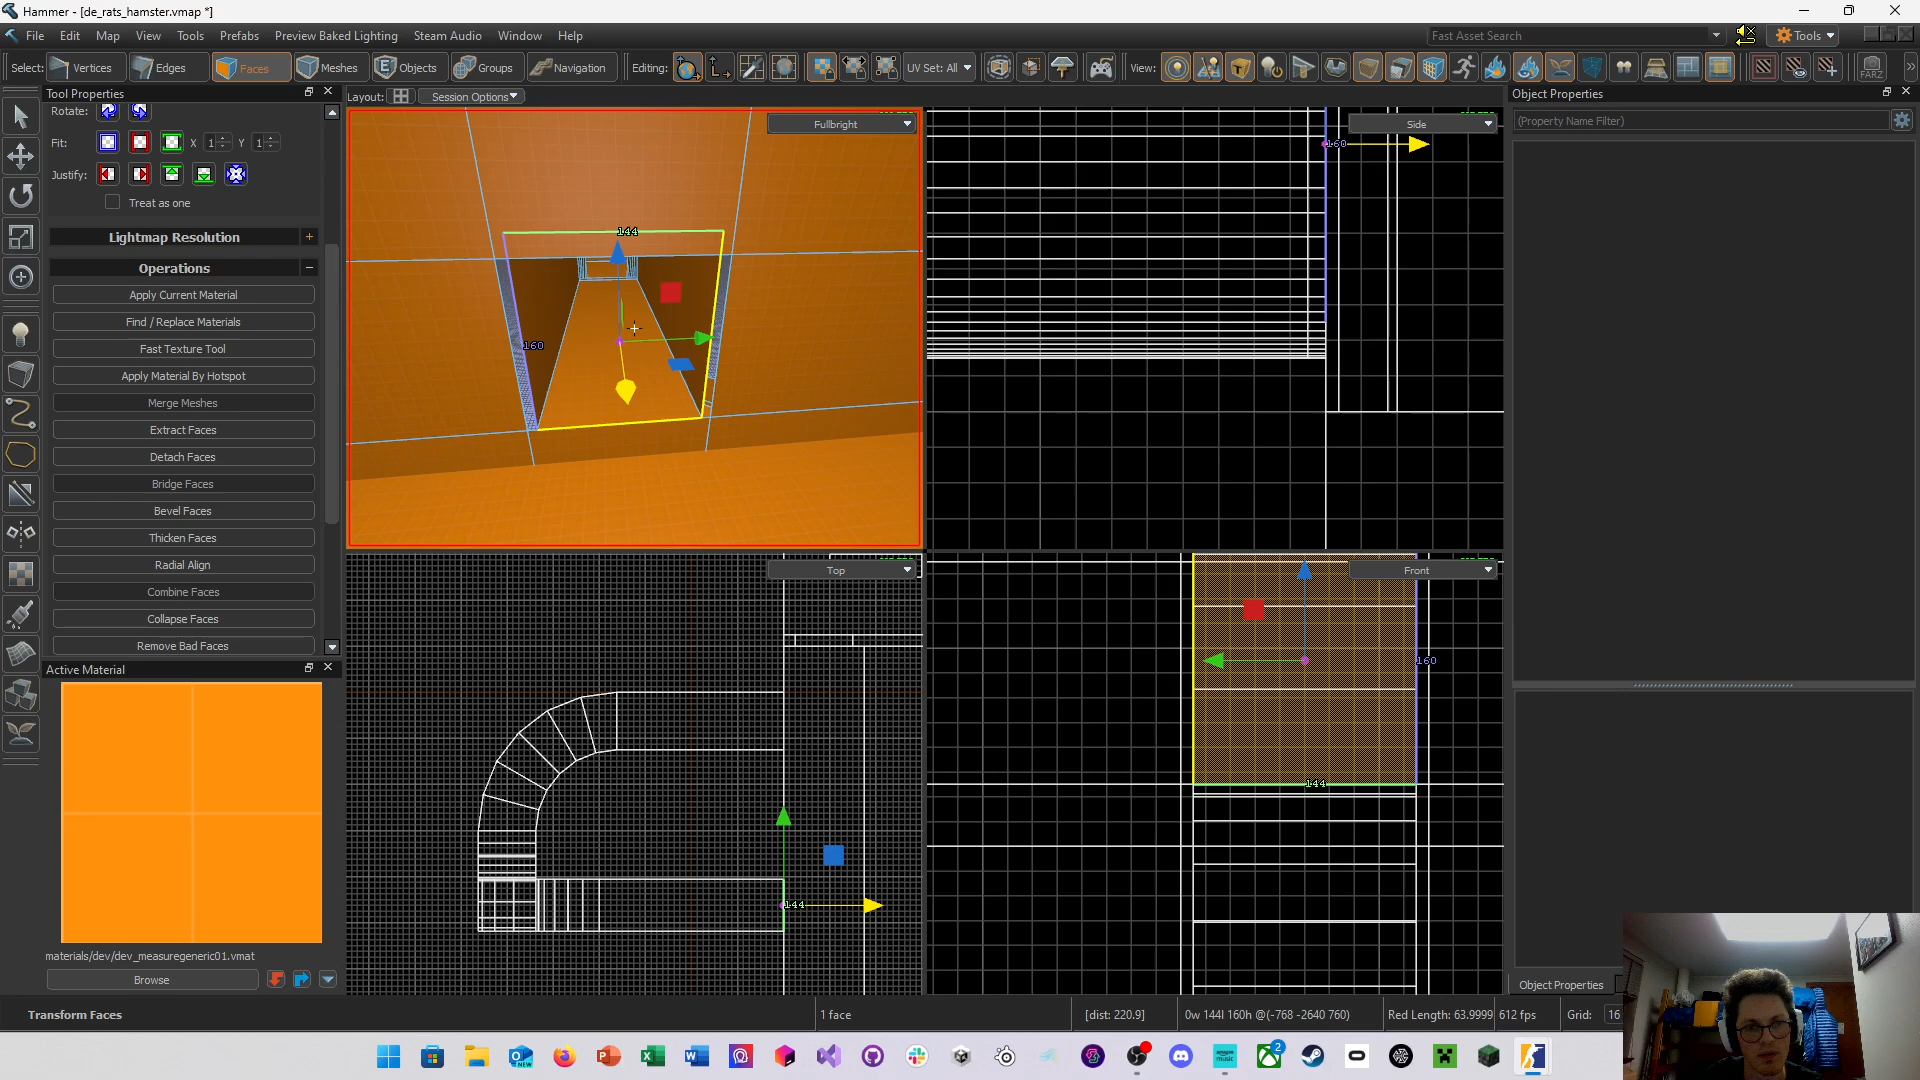 Hammer - [de_rats_hamster.vmap *]
File Edit Map View Tools Prefabs Preview Baked Lighting Steam Audio Window Help
Fast Asset Search
Tools
Select: Vertices Edges Faces Meshes Objects Groups Navigation Editing: UV Set: All View: FARZ
Tool Properties
Layout: Session Options
Object Properties
Rotate:
(Property Name Filter)
Fullbright
Side
Fit: X 1 Y 1
160
Justify:
Treat as one
144
Lightmap Resolution +
Operations −
Apply Current Material
Find / Replace Materials
Fast Texture Tool
160
Apply Material By Hotspot
Merge Meshes
Extract Faces
Detach Faces
Bridge Faces
Bevel Faces
Thicken Faces
Radial Align
Top
Front
Combine Faces
Collapse Faces
Remove Bad Faces
160
Active Material
144
144
materials/dev/dev_measuregeneric01.vmat
Browse
Object Properties
Transform Faces
1 face
[dist: 220.9]
0w 144l 160h @(-768 -2640 760)
Red Length: 63.9999
612 fps
Grid: 16
NEW
2